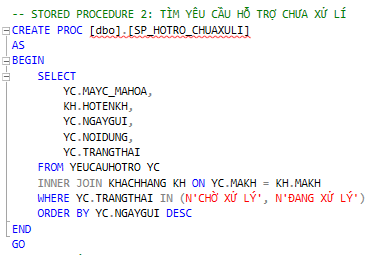 -- STORED PROCEDURE 2: TÌM YÊU CẦU HỖ TRỢ CHƯA XỬ LÍ
CREATE PROC [dbo].[SP_HOTRO_CHUAXULI]
AS
BEGIN
SELECT
YC.MAYC_MAHOA,
KH.HOTENKH,
YC.NGAYGUI,
YC.NOIDUNG,
YC.TRANGTHAI
FROM YEUCAUHOTRO YC
INNER JOIN KHACHHANG KH ON YC.MAKH = KH.MAKH
WHERE YC.TRANGTHAI IN (N'CHỜ XỬ LÝ', N'ĐANG XỬ LÝ')
ORDER BY YC.NGAYGUI DESC
END
GO